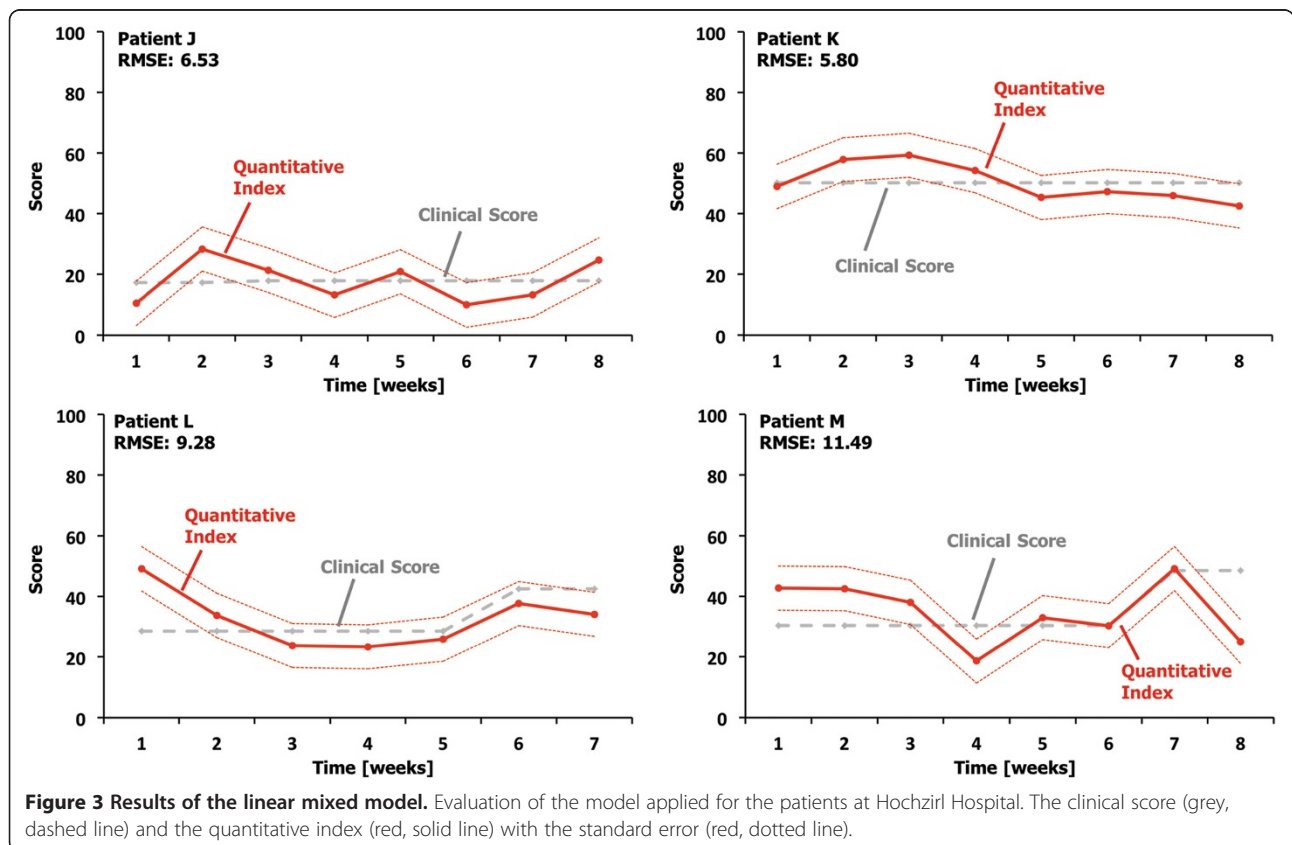 Patient J
RMSE: 6.53
100
80
60
40
20
0
Score
Quantitative
Index
Clinical Score
1 2 3 4 5 6 7 8
Time [weeks]
Patient K
RMSE: 5.80
100
80
60
40
20
0
Score
Quantitative
Index
Clinical Score
1 2 3 4 5 6 7 8
Time [weeks]
Patient L
RMSE: 9.28
100
80
60
40
20
0
Score
Quantitative
Index
Clinical Score
1 2 3 4 5 6 7
Time [weeks]
Patient M
RMSE: 11.49
100
80
60
40
20
0
Score
Clinical Score
Quantitative
Index
1 2 3 4 5 6 7 8
Time [weeks]
Figure 3 Results of the linear mixed model. Evaluation of the model applied for the patients at Hochzirl Hospital. The clinical score (grey,
dashed line) and the quantitative index (red, solid line) with the standard error (red, dotted line).